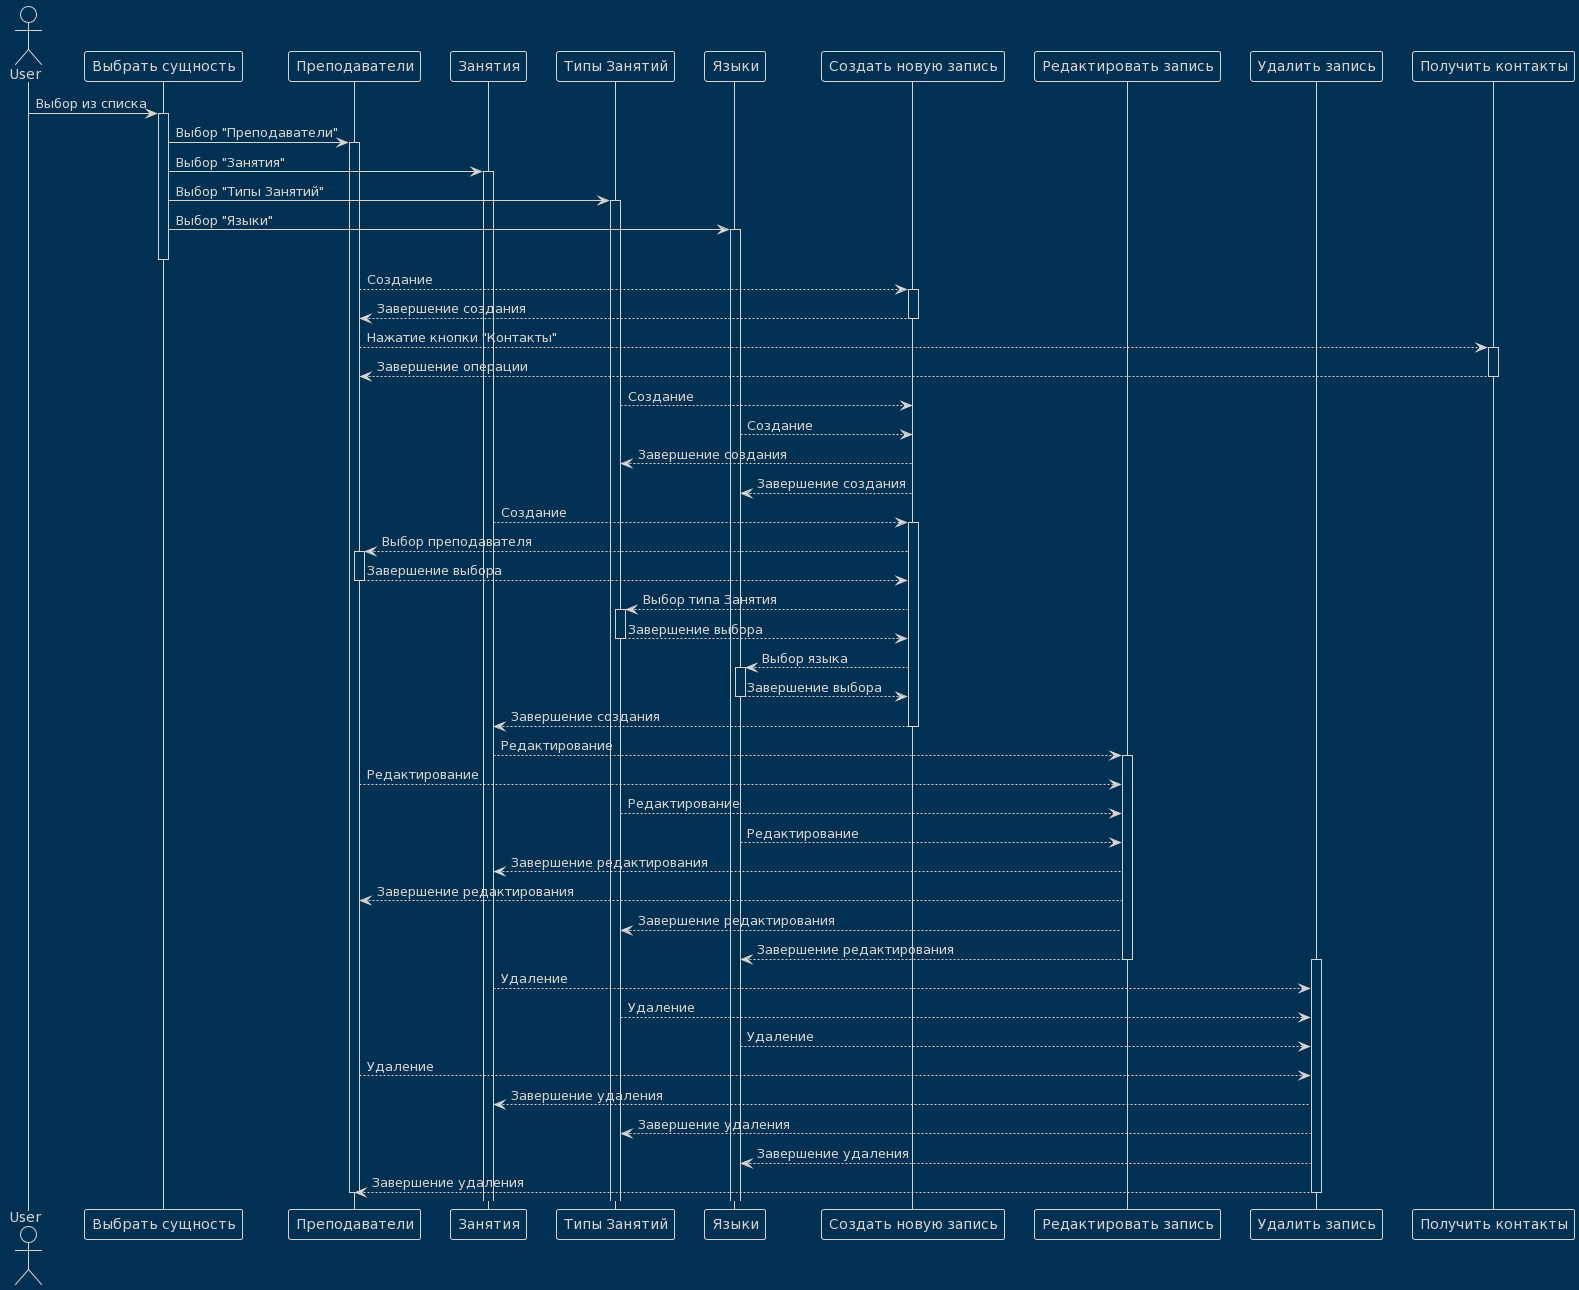 User
Выбрать сущность
Преподаватели
Занятия
Типы Занятий
Языки
Создать новую запись
Редактировать запись
Удалить запись
Получить контакты
Выбор из списка
Выбор "Преподаватели"
Выбор "Занятия"
Выбор "Типы Занятий"
Выбор "Языки"
Создание
Завершение создания
Нажатие кнопки "Контакты"
Завершение операции
Создание
Создание
Завершение создания
Завершение создания
Создание
Выбор преподавателя
Завершение выбора
Выбор типа Занятия
Завершение выбора
Выбор языка
Завершение выбора
Завершение создания
Редактирование
Редактирование
Редактирование
Редактирование
Завершение редактирования
Завершение редактирования
Завершение редактирования
Завершение редактирования
Удаление
Удаление
Удаление
Удаление
Завершение удаления
Завершение удаления
Завершение удаления
Завершение удаления
User
Выбрать сущность
Преподаватели
Занятия
Типы Занятий
Языки
Создать новую запись
Редактировать запись
Удалить запись
Получить контакты